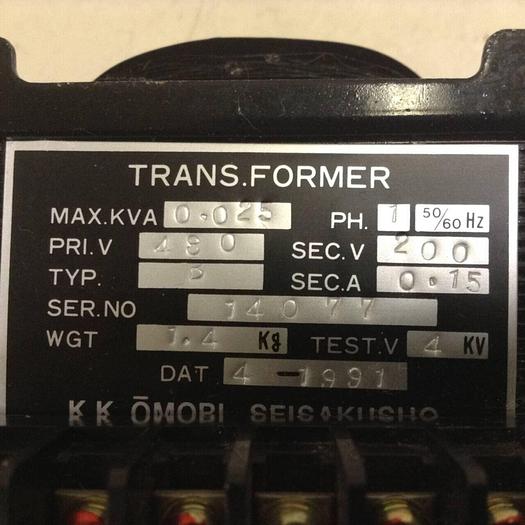 TRANS.FORMER
MAX.KVA 0.025 PH. 1 50/60 Hz
PRI.V 480 SEC.V 200
TYP. P SEC.A 0.15
SER.NO 14077
WGT 1.4 Kg TEST.V 4 KV
DAT 4-1991
K K ŌMOBI SEISAKUSHO